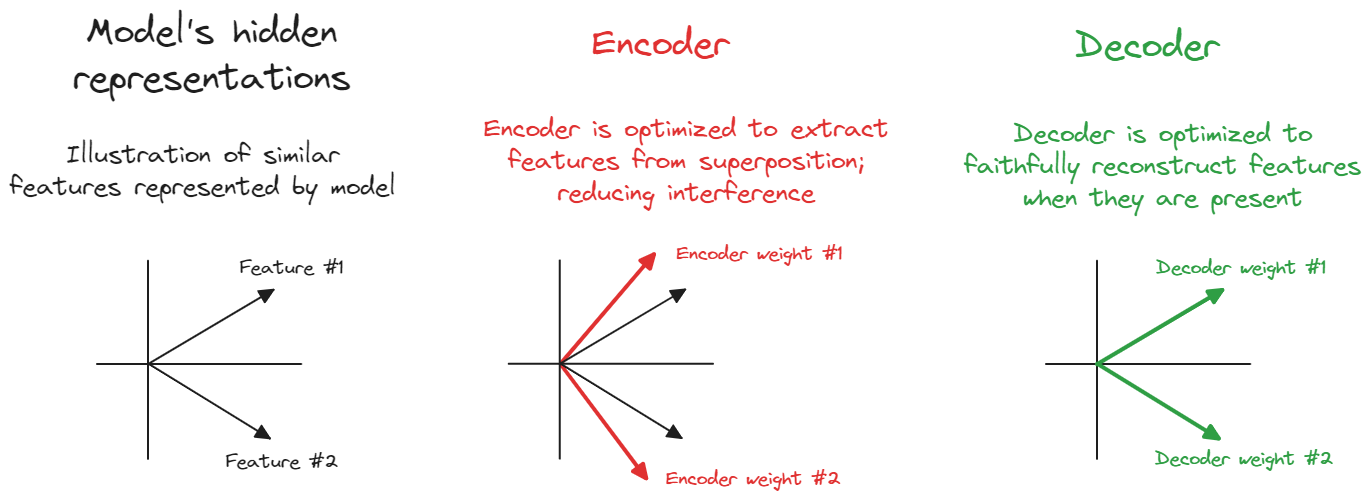 Model's hidden
representations
Illustration of similar
features represented by model
Feature #1
Feature #2
Encoder
Encoder is optimized to extract
features from superposition;
reducing interference
Encoder weight #1
Encoder weight #2
Decoder
Decoder is optimized to
faithfully reconstruct features
when they are present
Decoder weight #1
Decoder weight #2